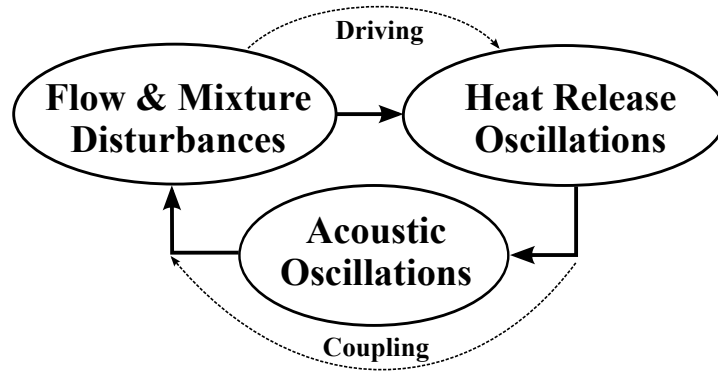 Driving
Flow & Mixture
Disturbances
Heat Release
Oscillations
Acoustic
Oscillations
Coupling